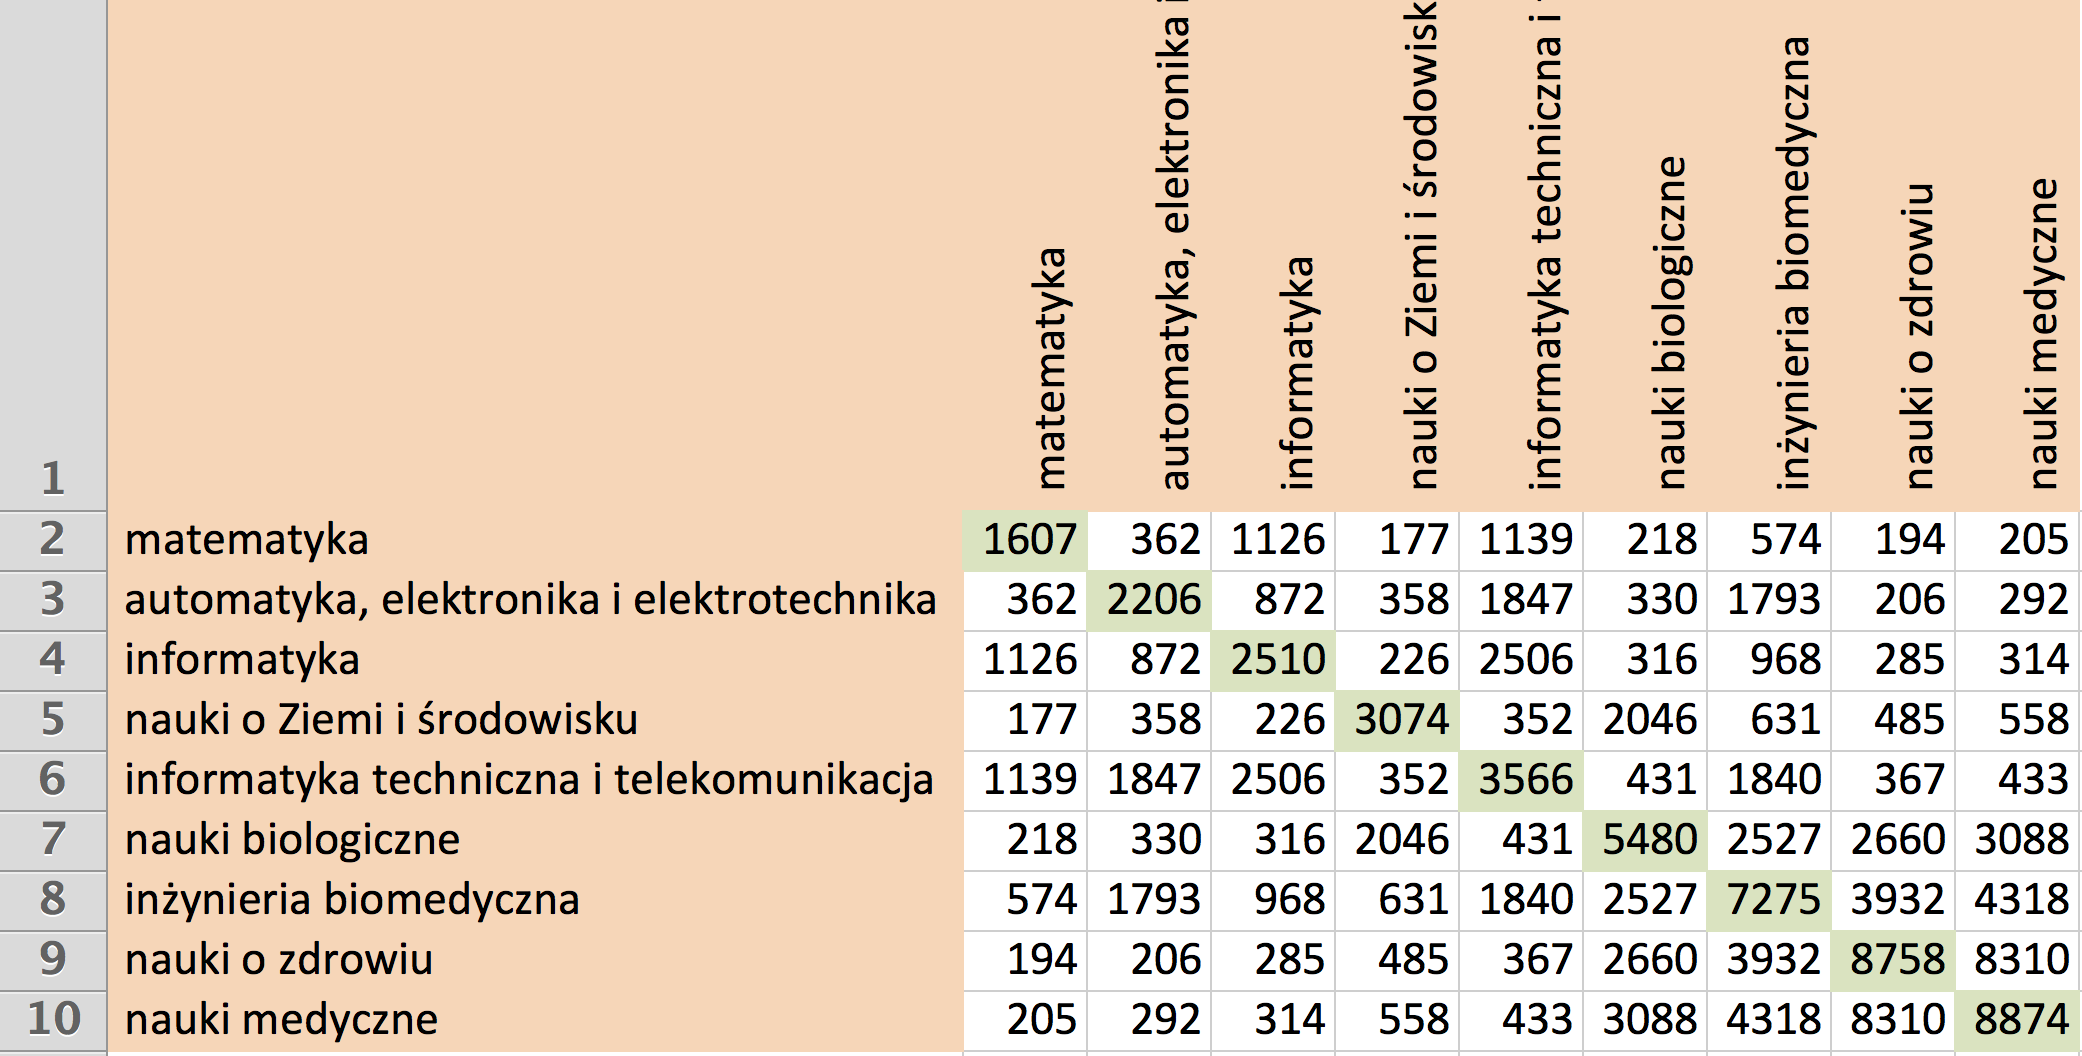 matematyka
automatyka, elektronika i
informatyka
nauki o Ziemi i środowisk
informatyka techniczna i
nauki biologiczne
inżynieria biomedyczna
nauki o zdrowiu
nauki medyczne
1
2 matematyka 1607 362 1126 177 1139 218 574 194 205
3 automatyka, elektronika i elektrotechnika 362 2206 872 358 1847 330 1793 206 292
4 informatyka 1126 872 2510 226 2506 316 968 285 314
5 nauki o Ziemi i środowisku 177 358 226 3074 352 2046 631 485 558
6 informatyka techniczna i telekomunikacja 1139 1847 2506 352 3566 431 1840 367 433
7 nauki biologiczne 218 330 316 2046 431 5480 2527 2660 3088
8 inżynieria biomedyczna 574 1793 968 631 1840 2527 7275 3932 4318
9 nauki o zdrowiu 194 206 285 485 367 2660 3932 8758 8310
10 nauki medyczne 205 292 314 558 433 3088 4318 8310 8874